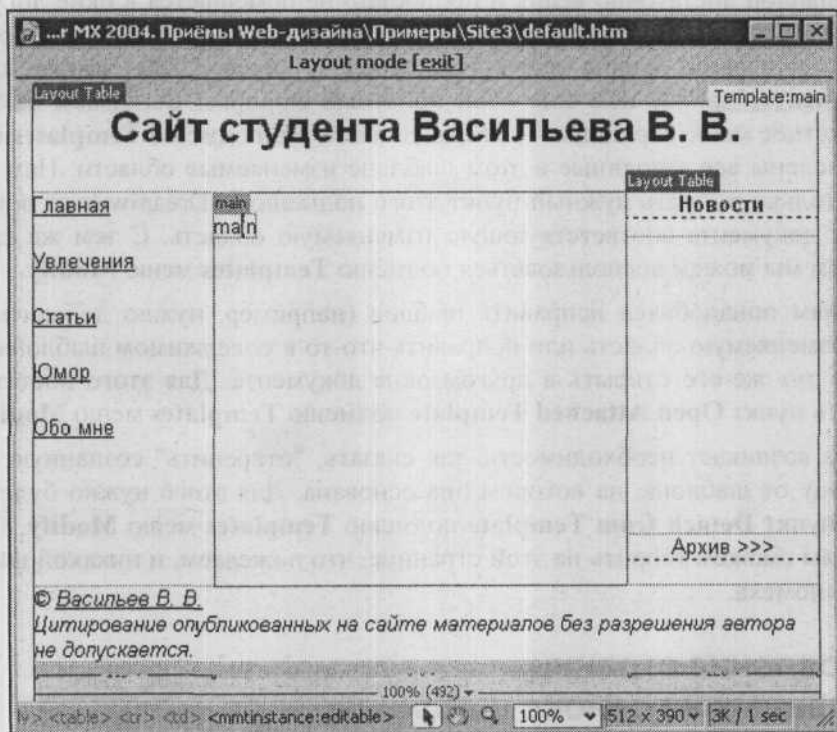 ...r MX 2004. Приёмы Web-дизайна\Примеры\Site3\default.htm
Layout mode [exit]
Layout Table
Template:main
Сайт студента Васильева В. В.
Layout Table
Главная
main
Новости
main
Увлечения
Статьи
Юмор
Обо мне
Архив >>>
© Васильев В. В.
Цитирование опубликованных на сайте материалов без разрешения автора
не допускается.
100% (492)
<table> <tr> <td> <mmtinstance:editable> 100% 512 x 390 3K / 1 sec